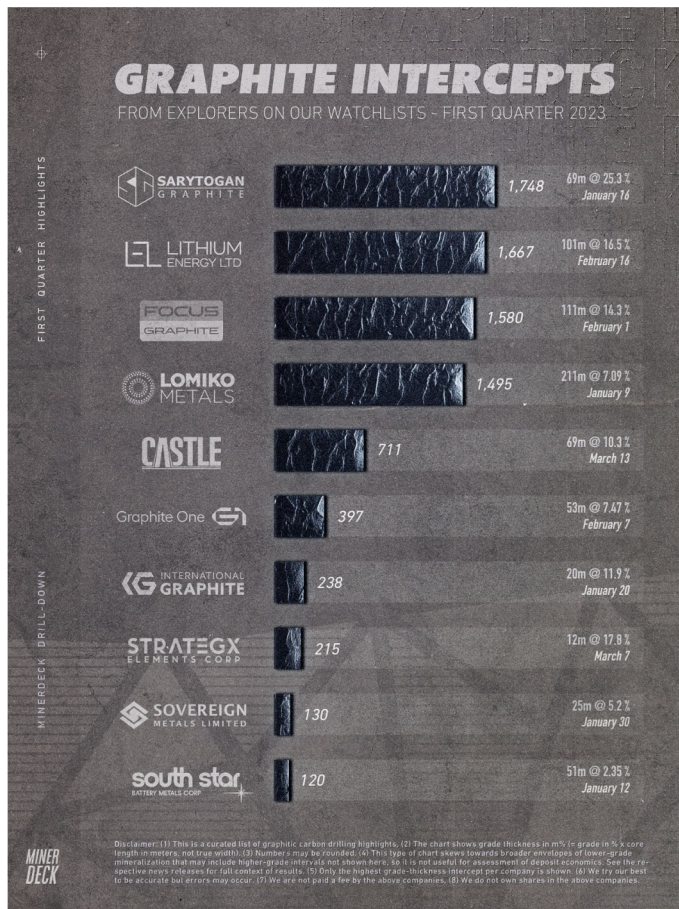 GRAPHITE INTERCEPTS
FROM EXPLORERS ON OUR WATCHLISTS - FIRST QUARTER 2023
FIRST QUARTER HIGHLIGHTS
SARYTOGAN
GRAPHITE
1,748
69m @ 25.3 %
January 16
LITHIUM
ENERGY LTD
1,667
101m @ 16.5 %
February 16
FOCUS
GRAPHITE
1,580
111m @ 14.3 %
February 1
LOMIKO
METALS
1,495
211m @ 7.09 %
January 9
CASTLE
711
69m @ 10.3 %
March 13
Graphite One
397
53m @ 7.47 %
February 7
MINERDECK DRILL-DOWN
INTERNATIONAL
GRAPHITE
238
20m @ 11.9 %
January 20
STRATEGX
ELEMENTS CORP
215
12m @ 17.8 %
March 7
SOVEREIGN
METALS LIMITED
130
25m @ 5.2 %
January 30
south star
BATTERY METALS CORP
120
51m @ 2.35 %
January 12
MINER
DECK
Disclaimer: (1) This is a curated list of graphitic carbon drilling highlights. (2) The chart shows grade thickness in m% (= grade in % x core
length in meters, not true width). (3) Numbers may be rounded. (4) This type of chart skews towards broader envelopes of lower-grade
mineralization that may include higher-grade intervals not shown here, so it is not useful for assessment of deposit economics. See the re-
spective news releases for full context of results. (5) Only the highest grade-thickness intercept per company is shown. (6) We try our best
to be accurate but errors may occur. (7) We are not paid a fee by the above companies. (8) We do not own shares in the above companies.